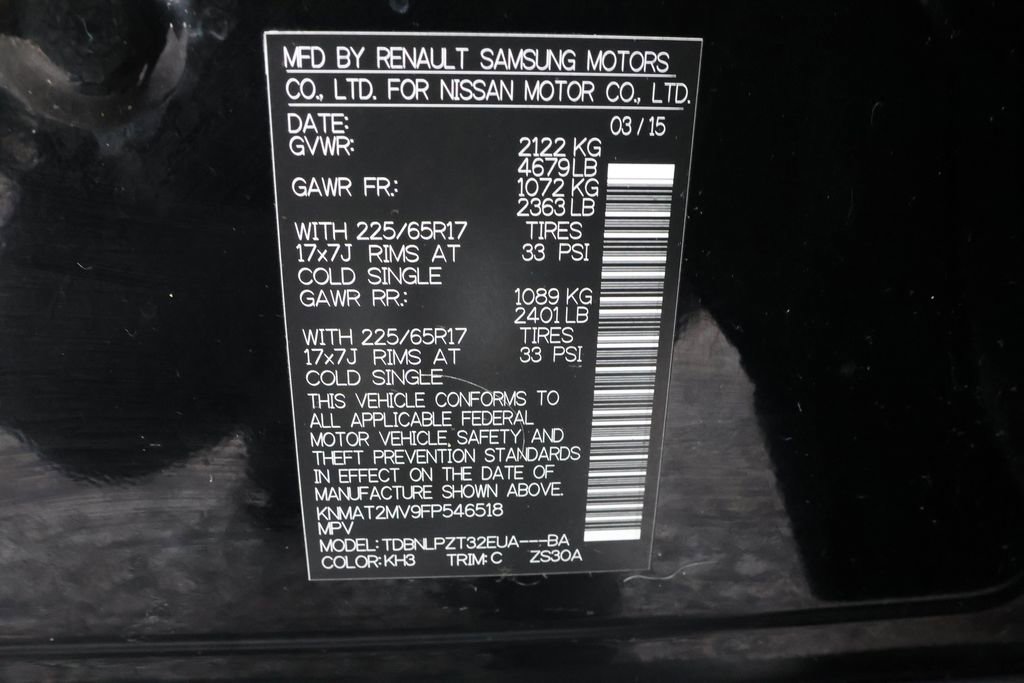 MFD BY RENAULT SAMSUNG MOTORS
CO., LTD. FOR NISSAN MOTOR CO., LTD.
DATE: 03/15
GVWR: 2122 KG
4679 LB
GAWR FR.: 1072 KG
2363 LB
WITH 225/65R17 TIRES
17x7J RIMS AT 33 PSI
COLD SINGLE
GAWR RR.: 1089 KG
2401 LB
WITH 225/65R17 TIRES
17x7J RIMS AT 33 PSI
COLD SINGLE
THIS VEHICLE CONFORMS TO
ALL APPLICABLE FEDERAL
MOTOR VEHICLE SAFETY AND
THEFT PREVENTION STANDARDS
IN EFFECT ON THE DATE OF
MANUFACTURE SHOWN ABOVE.
KNMAT2MV9FP546518
MPV
MODEL: TDBNLPZT32EUA---BA
COLOR: KH3 TRIM: C ZS30A